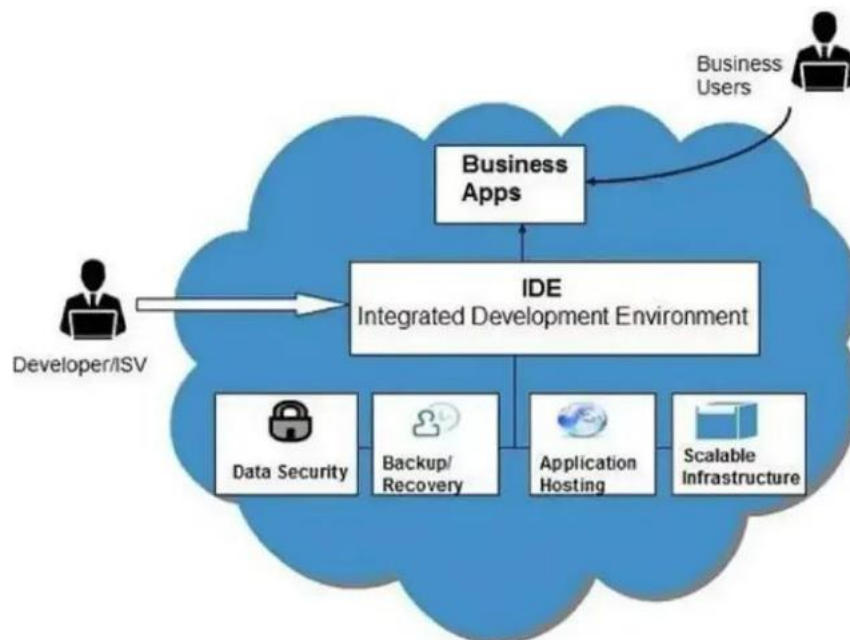 Business
Users
Business
Apps
IDE
Integrated Development Environment
Developer/ISV
Data Security
Backup/
Recovery
Application
Hosting
Scalable
Infrastructure